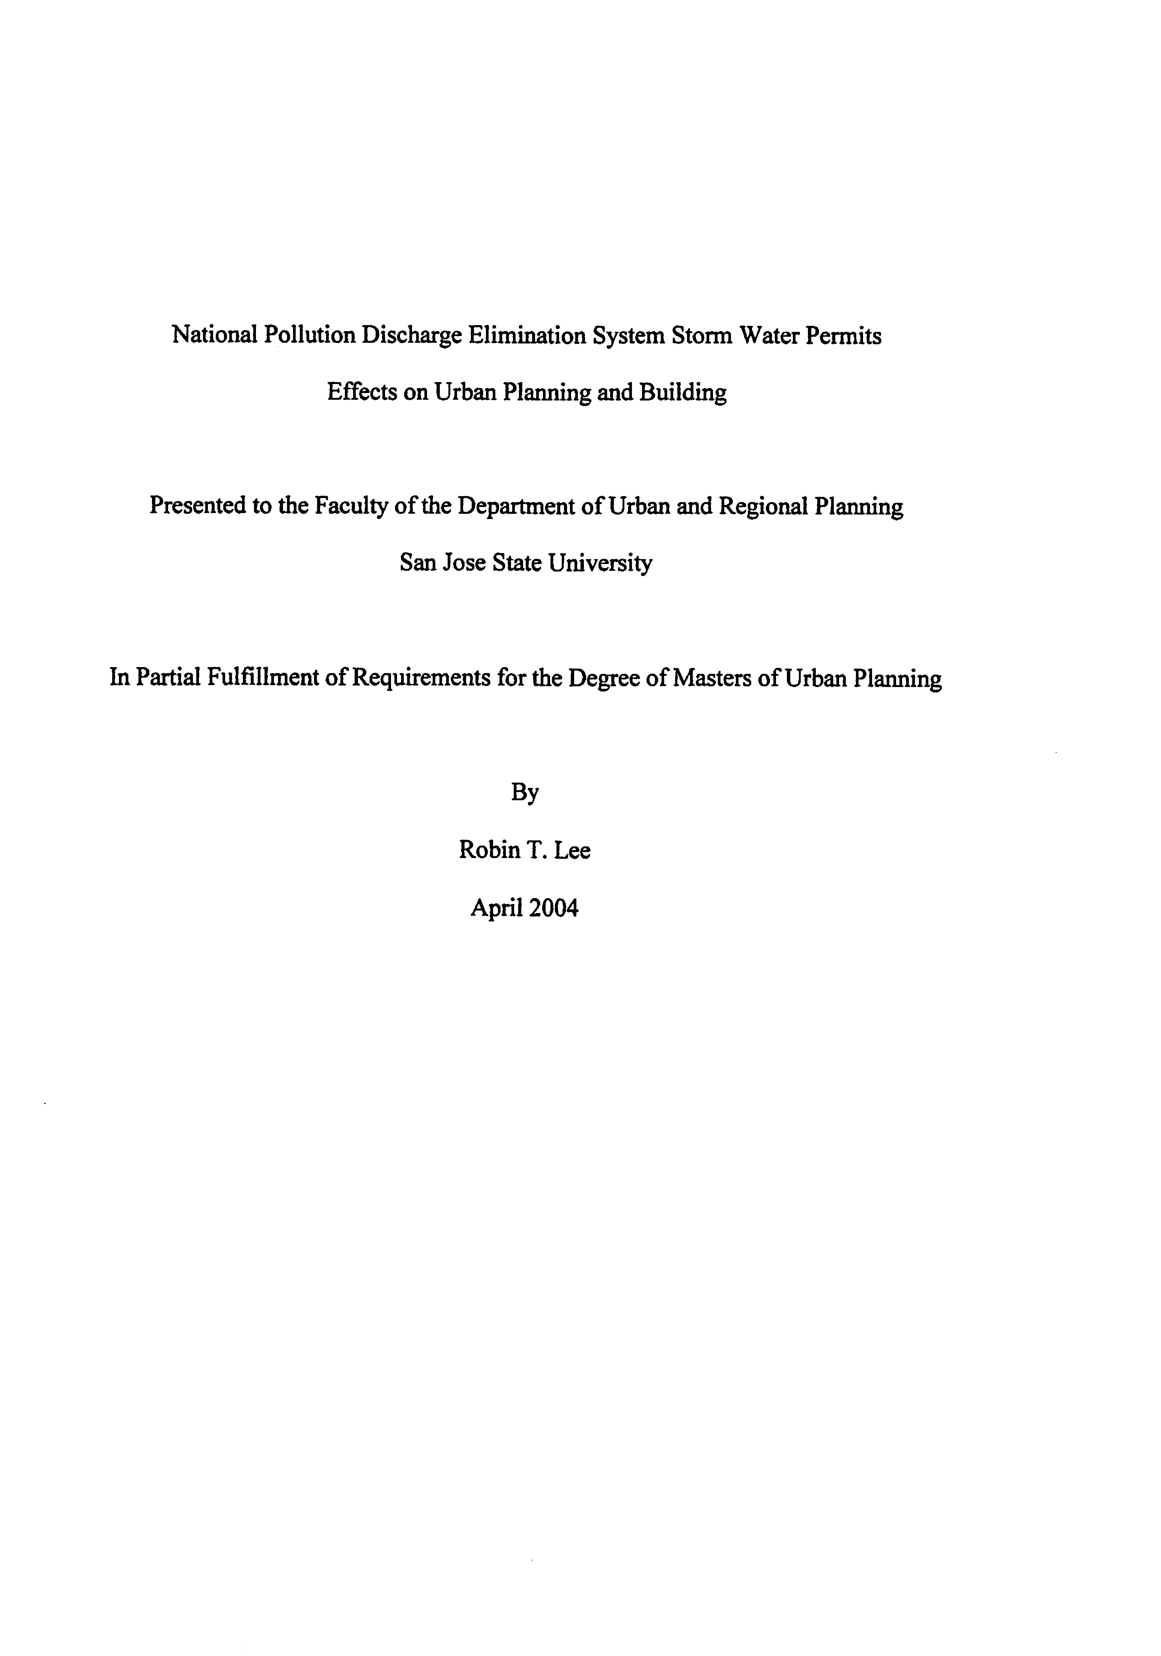 National Pollution Discharge Elimination System Storm Water Permits
Effects on Urban Planning and Building
Presented to the Faculty of the Department of Urban and Regional Planning
San Jose State University
In Partial Fulfillment of Requirements for the Degree of Masters of Urban Planning
By
Robin T. Lee
April 2004